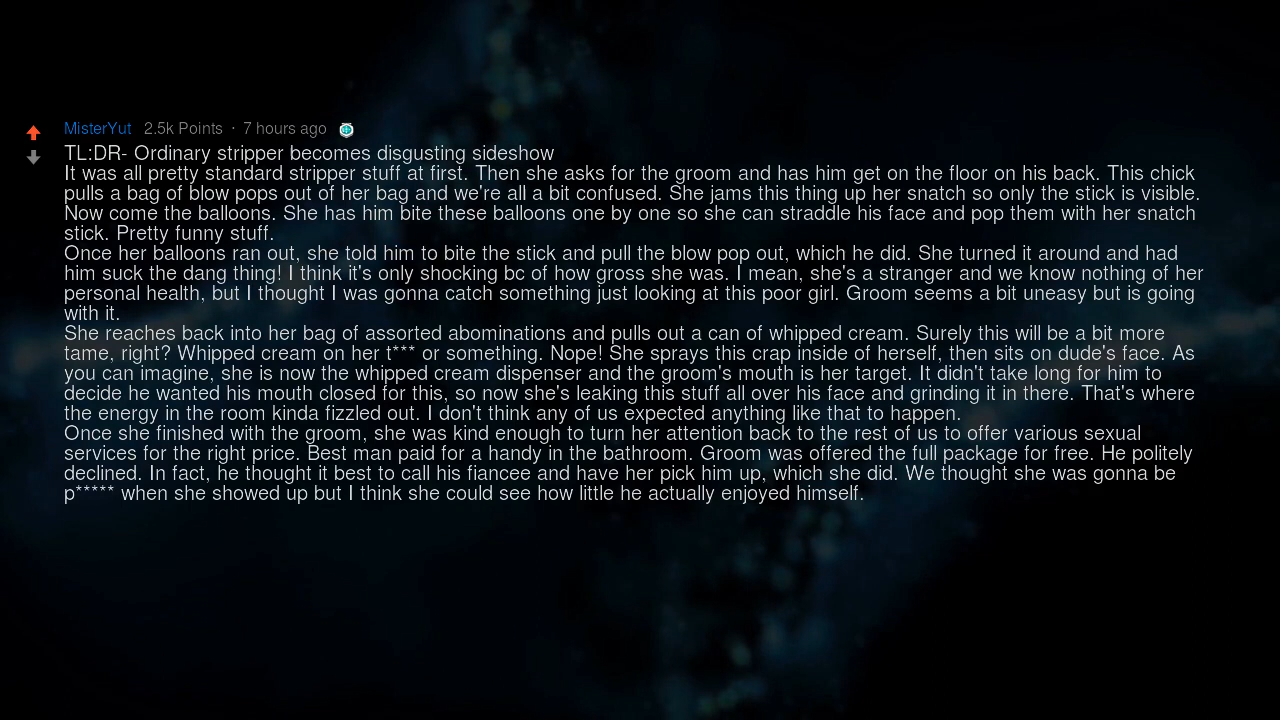 MisterYut 2.5k Points · 7 hours ago
TL:DR- Ordinary stripper becomes disgusting sideshow
It was all pretty standard stripper stuff at first. Then she asks for the groom and has him get on the floor on his back. This chick
pulls a bag of blow pops out of her bag and we're all a bit confused. She jams this thing up her snatch so only the stick is visible.
Now come the balloons. She has him bite these balloons one by one so she can straddle his face and pop them with her snatch
stick. Pretty funny stuff.
Once her balloons ran out, she told him to bite the stick and pull the blow pop out, which he did. She turned it around and had
him suck the dang thing! I think it's only shocking bc of how gross she was. I mean, she's a stranger and we know nothing of her
personal health, but I thought I was gonna catch something just looking at this poor girl. Groom seems a bit uneasy but is going
with it.
She reaches back into her bag of assorted abominations and pulls out a can of whipped cream. Surely this will be a bit more
tame, right? Whipped cream on her t*** or something. Nope! She sprays this crap inside of herself, then sits on dude's face. As
you can imagine, she is now the whipped cream dispenser and the groom's mouth is her target. It didn't take long for him to
decide he wanted his mouth closed for this, so now she's leaking this stuff all over his face and grinding it in there. That's where
the energy in the room kinda fizzled out. I don't think any of us expected anything like that to happen.
Once she finished with the groom, she was kind enough to turn her attention back to the rest of us to offer various sexual
services for the right price. Best man paid for a handy in the bathroom. Groom was offered the full package for free. He politely
declined. In fact, he thought it best to call his fiancee and have her pick him up, which she did. We thought she was gonna be
p***** when she showed up but I think she could see how little he actually enjoyed himself.